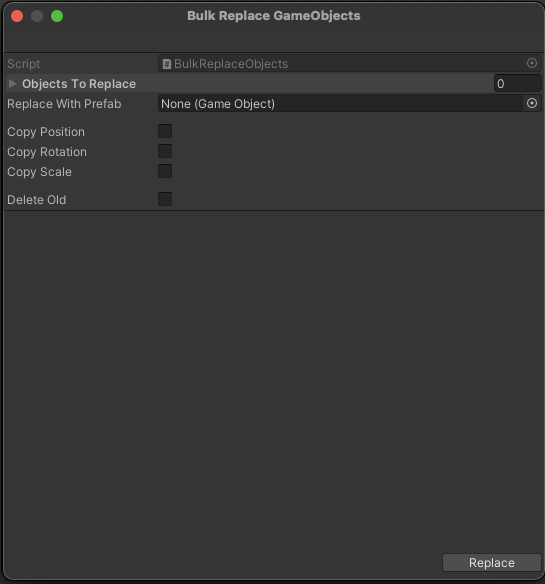 Bulk Replace GameObjects
Script # BulkReplaceObjects
Objects To Replace 0
Replace With Prefab None (Game Object)
Copy Position
Copy Rotation
Copy Scale
Delete Old
Replace